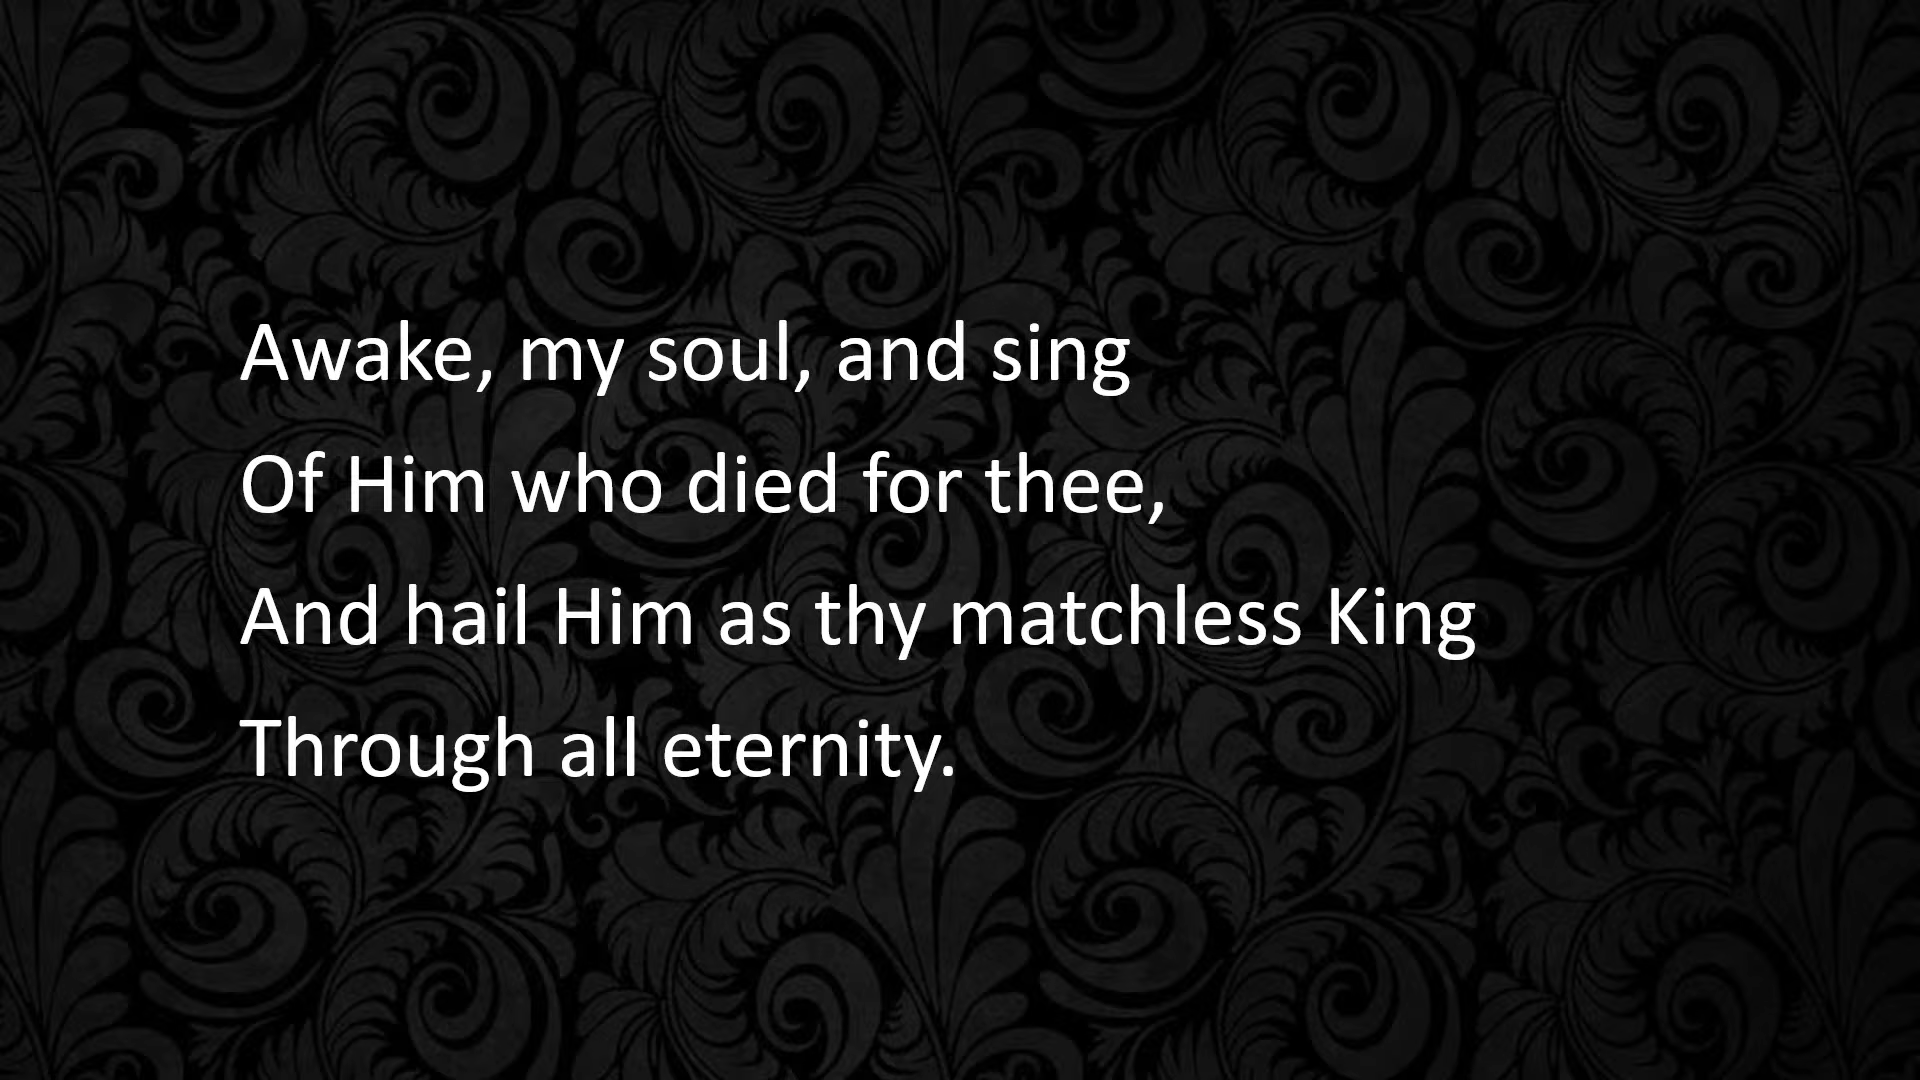 Awake, my soul, and sing
Of Him who died for thee,
And hail Him as thy matchless King
Through all eternity.